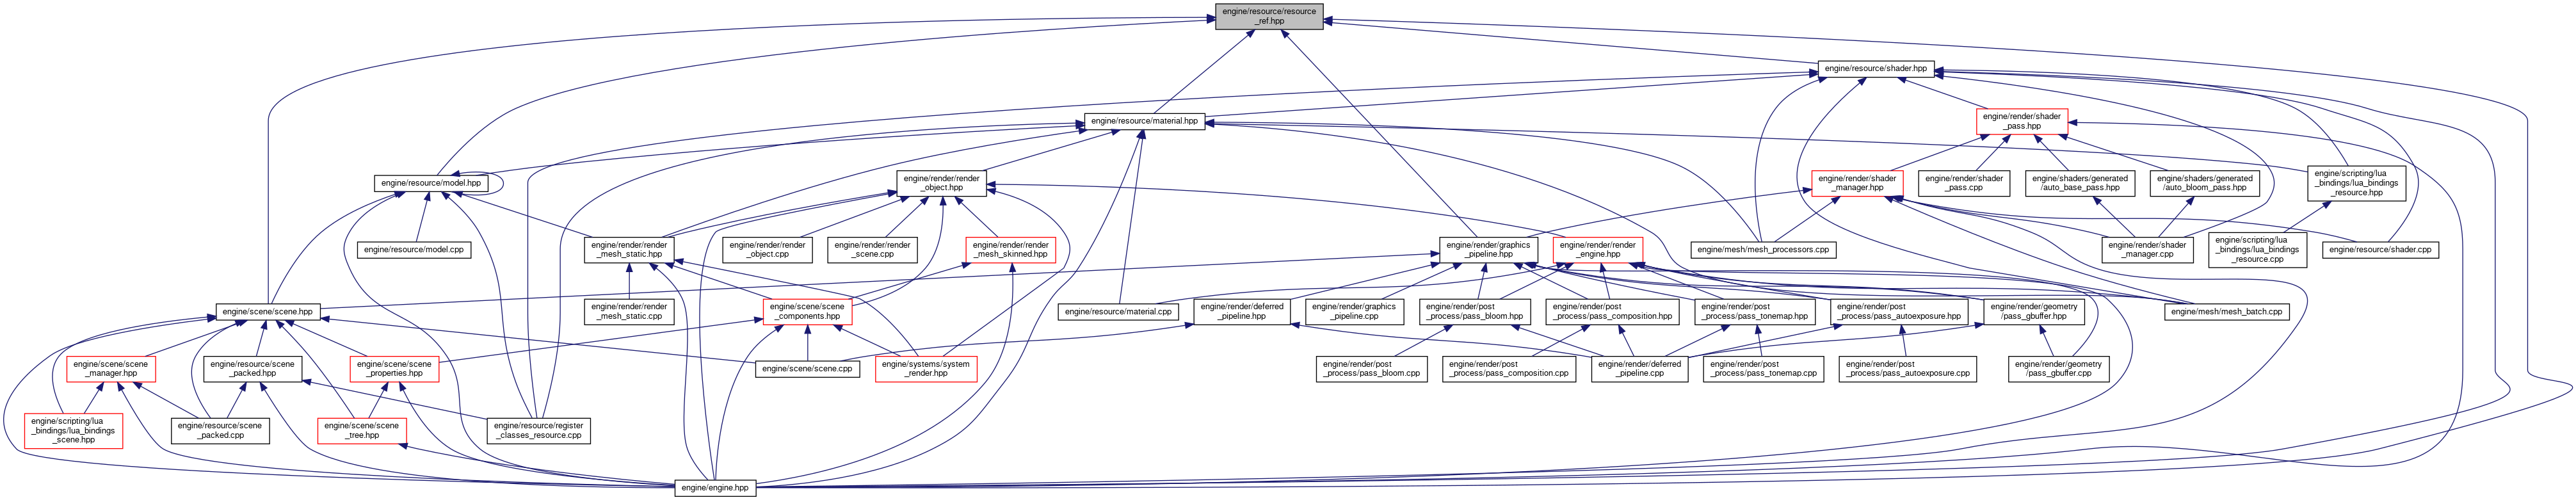 engine/resource/resource
_ref.hpp
engine/resource/shader.hpp
engine/resource/material.hpp
engine/render/shader
_pass.hpp
engine/resource/model.hpp
engine/render/render
_object.hpp
engine/render/shader
_manager.hpp
engine/render/shader
_pass.cpp
engine/shaders/generated
/auto_base_pass.hpp
engine/shaders/generated
/auto_bloom_pass.hpp
engine/scripting/lua
_bindings/lua_bindings
_resource.hpp
engine/resource/model.cpp
engine/render/render
_mesh_static.hpp
engine/render/render
_object.cpp
engine/render/render
_scene.cpp
engine/render/render
_mesh_skinned.hpp
engine/render/graphics
_pipeline.hpp
engine/render/render
_engine.hpp
engine/mesh/mesh_processors.cpp
engine/render/shader
_manager.cpp
engine/scripting/lua
_bindings/lua_bindings
_resource.cpp
engine/resource/shader.cpp
engine/scene/scene.hpp
engine/render/render
_mesh_static.cpp
engine/scene/scene
_components.hpp
engine/resource/material.cpp
engine/render/deferred
_pipeline.hpp
engine/render/graphics
_pipeline.cpp
engine/render/post
_process/pass_bloom.hpp
engine/render/post
_process/pass_composition.hpp
engine/render/post
_process/pass_tonemap.hpp
engine/render/post
_process/pass_autoexposure.hpp
engine/render/geometry
/pass_gbuffer.hpp
engine/mesh/mesh_batch.cpp
engine/scene/scene
_manager.hpp
engine/resource/scene
_packed.hpp
engine/scene/scene
_properties.hpp
engine/scene/scene.cpp
engine/systems/system
_render.hpp
engine/render/post
_process/pass_bloom.cpp
engine/render/post
_process/pass_composition.cpp
engine/render/deferred
_pipeline.cpp
engine/render/post
_process/pass_tonemap.cpp
engine/render/post
_process/pass_autoexposure.cpp
engine/render/geometry
/pass_gbuffer.cpp
engine/scripting/lua
_bindings/lua_bindings
_scene.hpp
engine/resource/scene
_packed.cpp
engine/scene/scene
_tree.hpp
engine/resource/register
_classes_resource.cpp
engine/engine.hpp